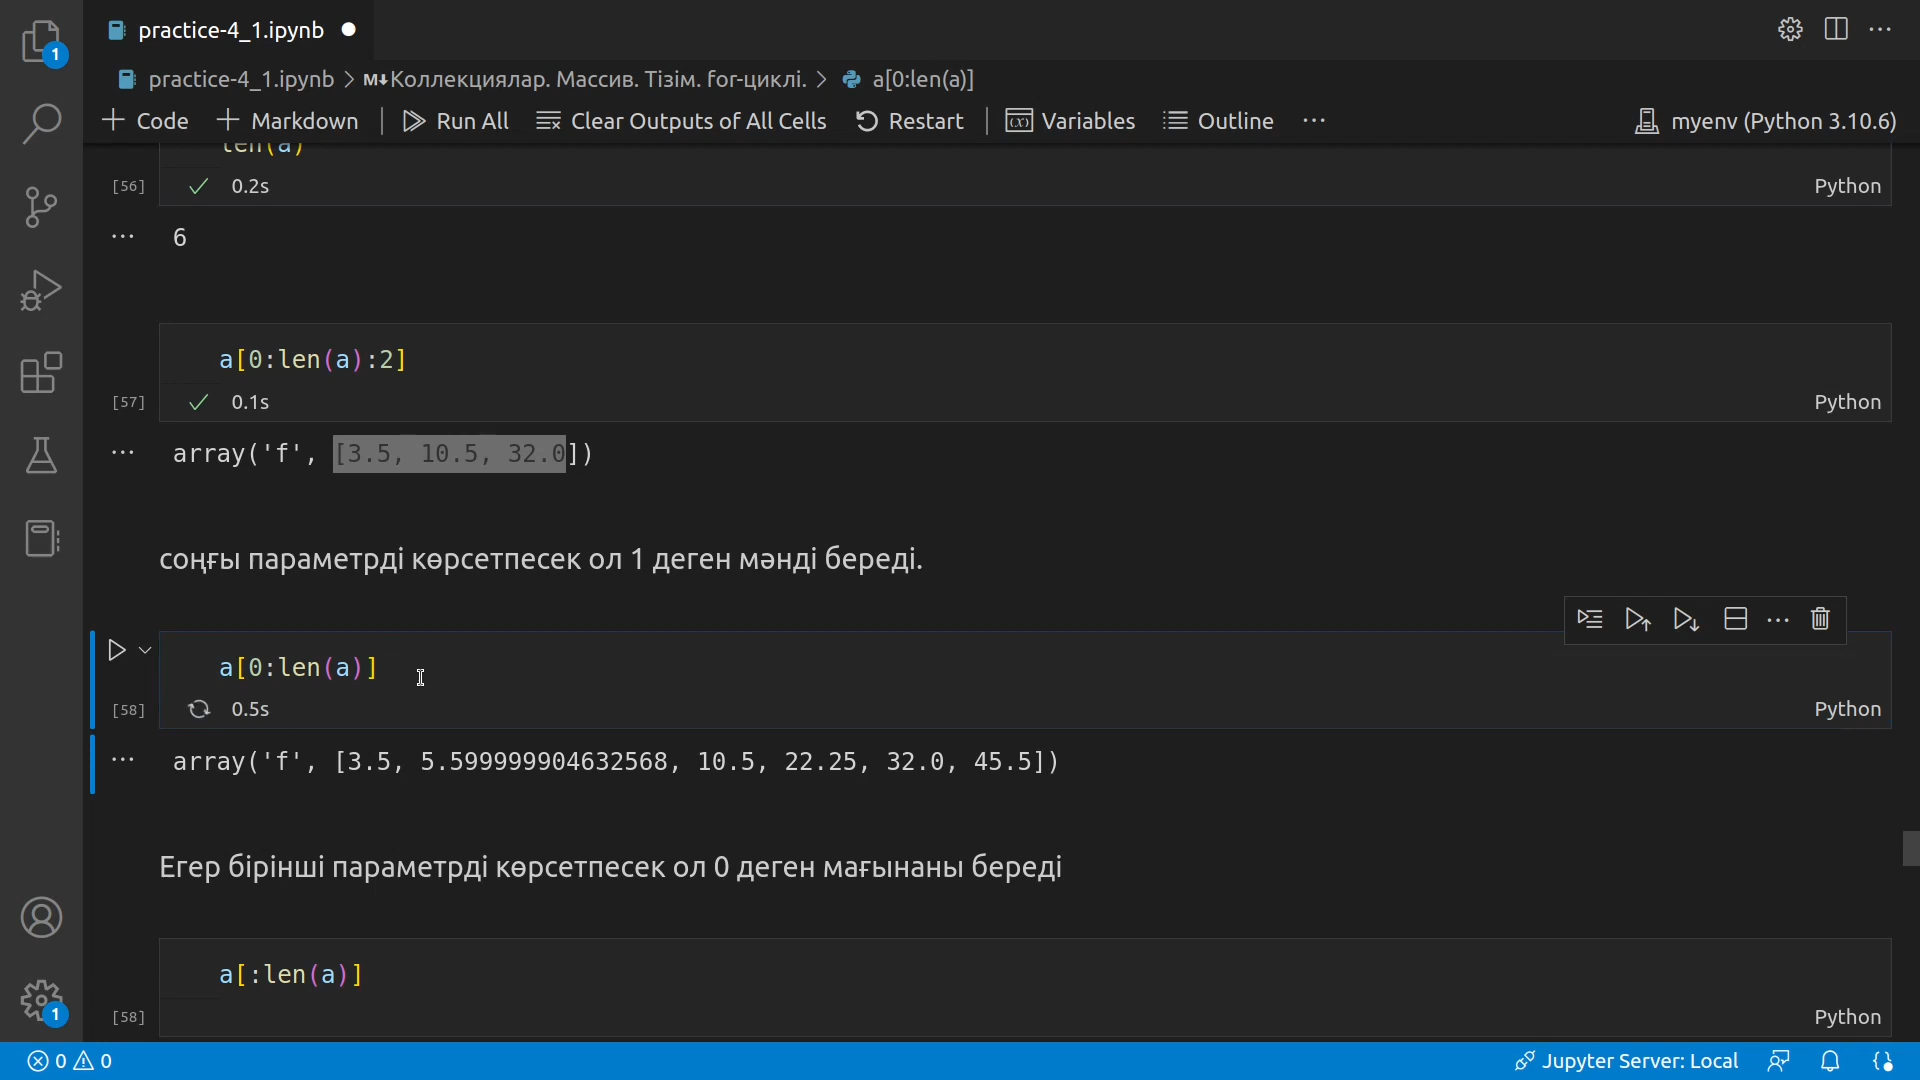 1
practice-4_1.ipynb
practice-4_1.ipynb > M↓Коллекциялар. Массив. Тізім. for-циклі. > a[0:len(a)]
+ Code + Markdown | Run All Clear Outputs of All Cells Restart | Variables Outline ...
myenv (Python 3.10.6)
len(a)
[56] ✓ 0.2s Python
... 6
a[0:len(a):2]
[57] ✓ 0.1s Python
... array('f', [3.5, 10.5, 32.0])
соңғы параметрді көрсетпесек ол 1 деген мәнді береді.
a[0:len(a)]
[58] 0.5s Python
... array('f', [3.5, 5.599999904632568, 10.5, 22.25, 32.0, 45.5])
Егер бірінші параметрді көрсетпесек ол 0 деген мағынаны береді
a[:len(a)]
[58] Python
1
0 0 Jupyter Server: Local